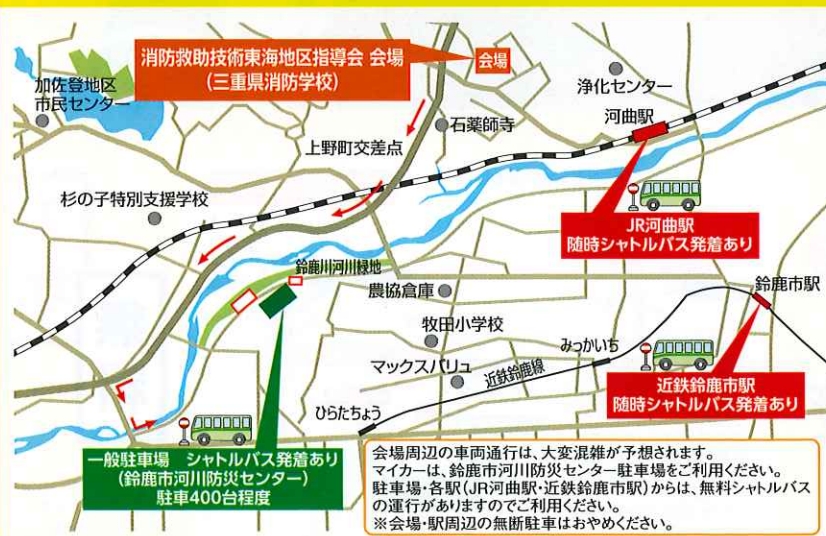 消防救助技術東海地区指導会 会場
(三重県消防学校)
会場
加佐登地区
市民センター
浄化センター
河曲駅
石薬師寺
上野町交差点
杉の子特別支援学校
JR河曲駅
随時シャトルバス発着あり
鈴鹿川河川緑地
農協倉庫
鈴鹿市駅
牧田小学校
みっかいち
マックスバリュ
近鉄鈴鹿線
近鉄鈴鹿市駅
随時シャトルバス発着あり
ひらたちょう
一般駐車場 シャトルバス発着あり
(鈴鹿市河川防災センター)
駐車400台程度
会場周辺の車両通行は、大変混雑が予想されます。
マイカーは、鈴鹿市河川防災センター駐車場をご利用ください。
駐車場・各駅(JR河曲駅・近鉄鈴鹿市駅)からは、無料シャトルバス
の運行がありますのでご利用ください。
※会場・駅周辺の無断駐車はおやめください。